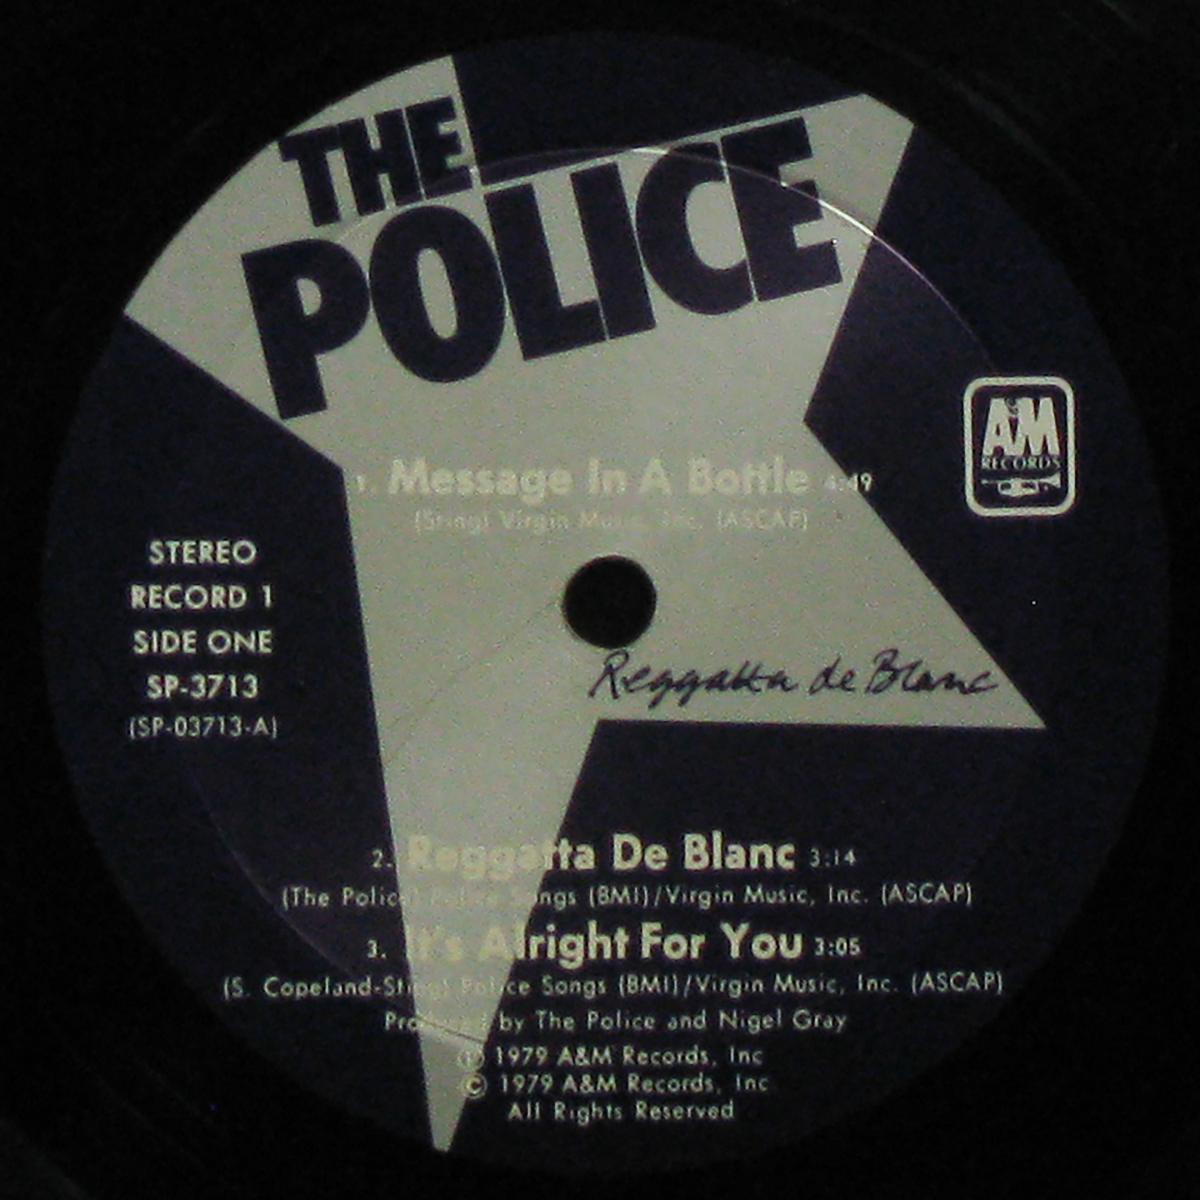 THE
POLICE
A&M
RECORDS
1. Message In A Bottle 4:49
(Sting) Virgin Music, Inc. (ASCAP)
STEREO
RECORD 1
SIDE ONE
SP-3713
(SP-03713-A)
Reggatta de Blanc
2. Reggatta De Blanc 3:14
(The Police) Police Songs (BMI)/Virgin Music, Inc. (ASCAP)
3. It's Alright For You 3:05
(S. Copeland-Sting) Police Songs (BMI)/Virgin Music, Inc. (ASCAP)
Produced by The Police and Nigel Gray
℗ 1979 A&M Records, Inc
© 1979 A&M Records, Inc
All Rights Reserved